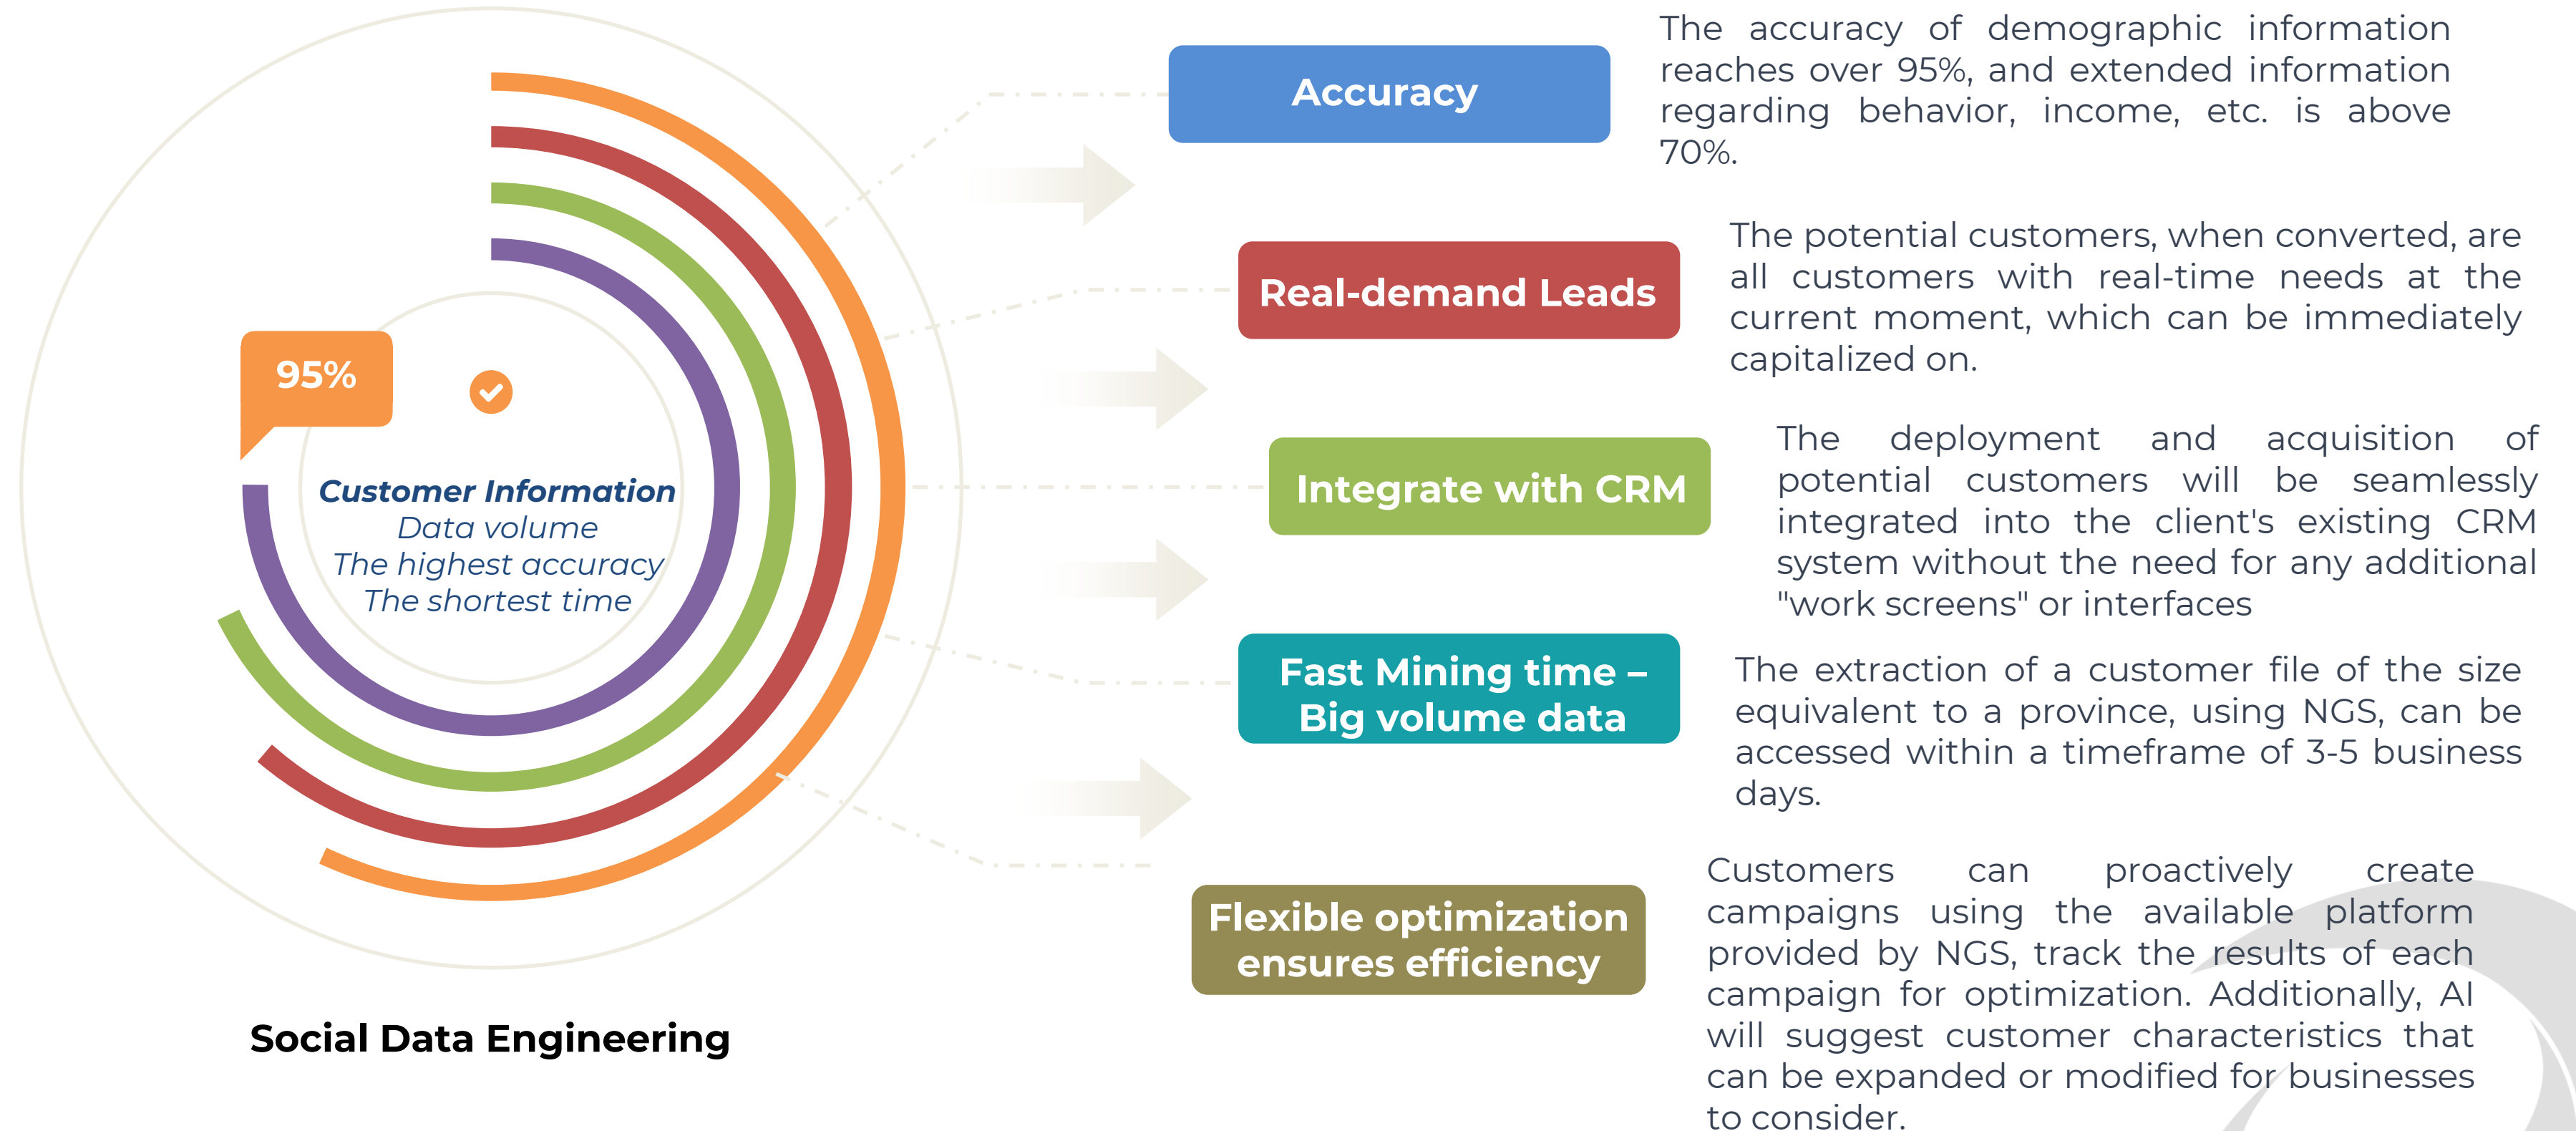 Accuracy
The accuracy of demographic information
reaches over 95%, and extended information
regarding behavior, income, etc. is above
70%.
Real-demand Leads
The potential customers, when converted, are
all customers with real-time needs at the
current moment, which can be immediately
capitalized on.
95%
Customer Information
Data volume
The highest accuracy
The shortest time
Integrate with CRM
The deployment and acquisition of
potential customers will be seamlessly
integrated into the client's existing CRM
system without the need for any additional
"work screens" or interfaces
Fast Mining time –
Big volume data
The extraction of a customer file of the size
equivalent to a province, using NGS, can be
accessed within a timeframe of 3-5 business
days.
Flexible optimization
ensures efficiency
Customers can proactively create
campaigns using the available platform
provided by NGS, track the results of each
campaign for optimization. Additionally, AI
will suggest customer characteristics that
can be expanded or modified for businesses
to consider.
Social Data Engineering